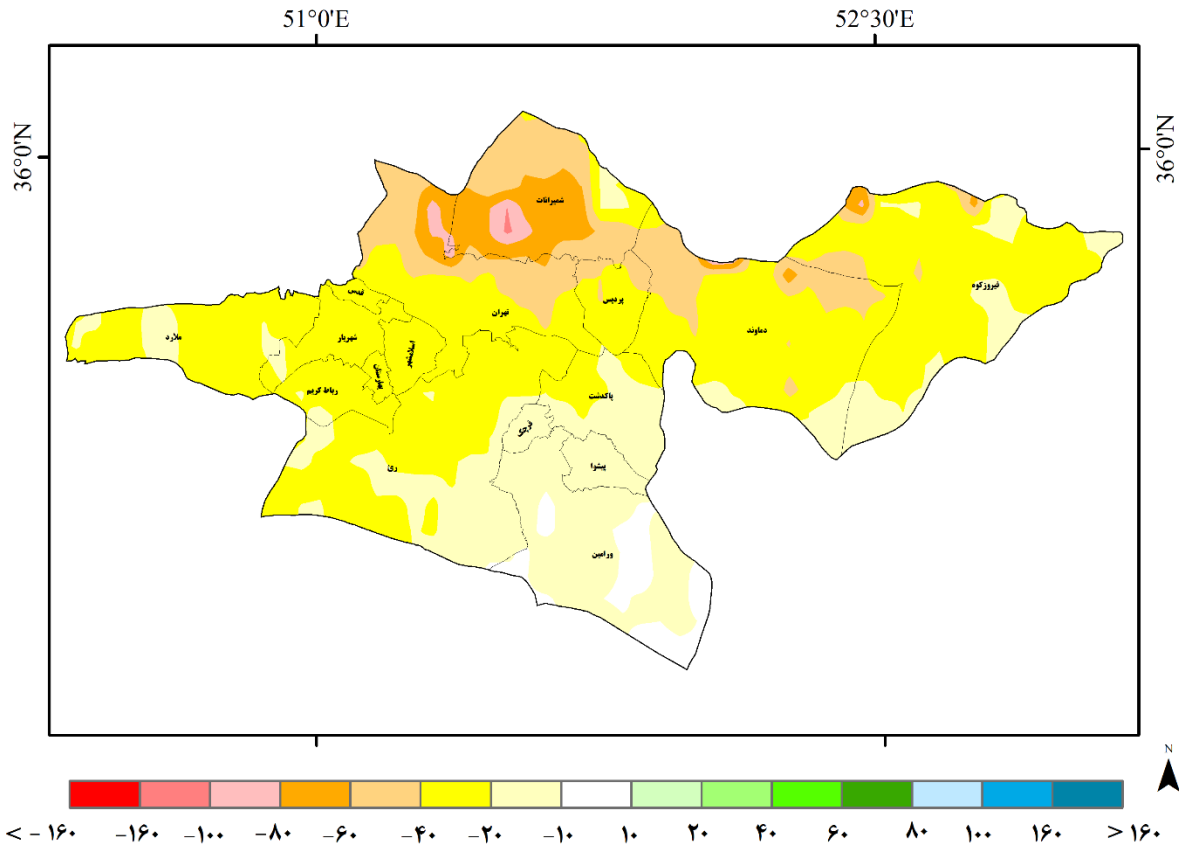 51°0'E 52°30'E
36°0'N 36°0'N
شمیرانات
فیروزکوه
پردیس
قدس
تهران
دماوند
ملارد
شهریار
اسلامشهر
بهارستان
رباط کریم
پاکدشت
قرچک
ری
پیشوا
ورامین
N
< -۱۶۰ -۱۶۰ -۱۰۰ -۸۰ -۶۰ -۴۰ -۲۰ -۱۰ ۱۰ ۲۰ ۴۰ ۶۰ ۸۰ ۱۰۰ ۱۶۰ > ۱۶۰